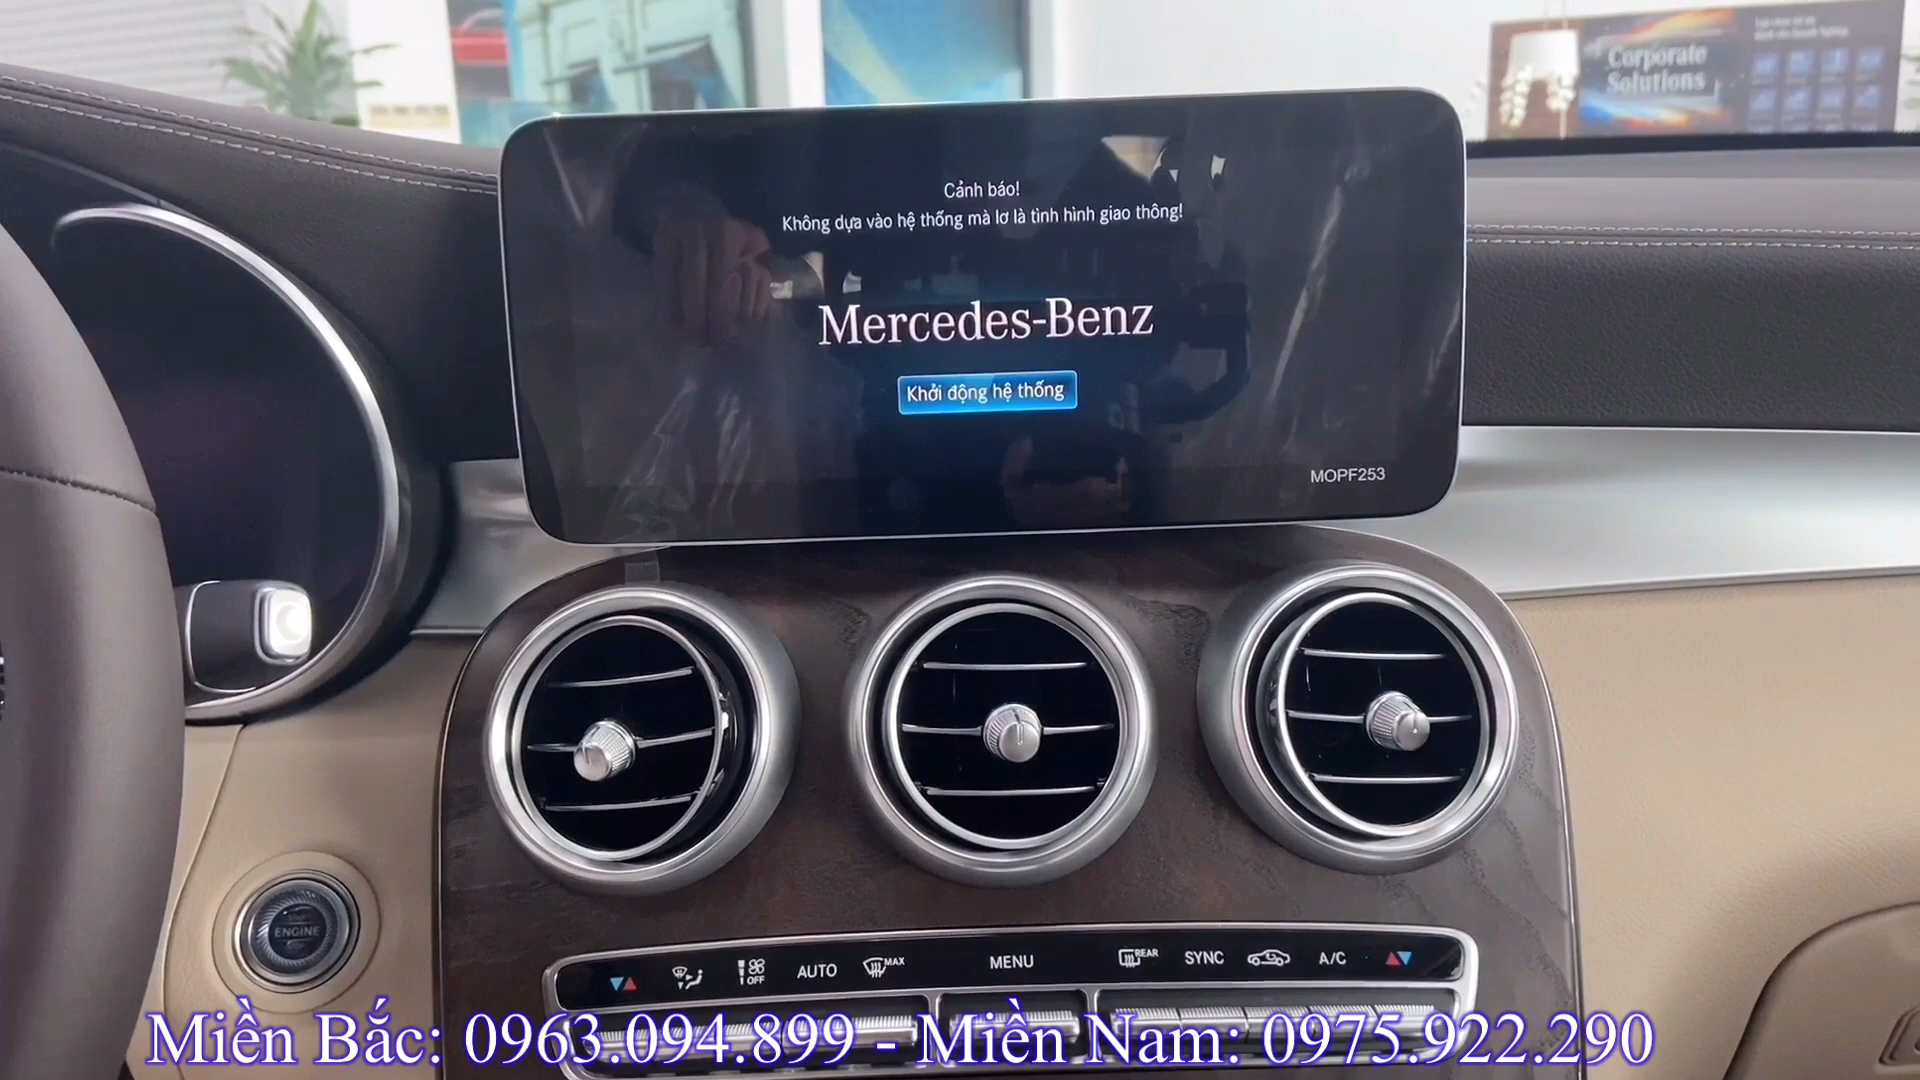 Corporate
Solutions
Cảnh báo!
Không dựa vào hệ thống mà lơ là tình hình giao thông!
Mercedes-Benz
Khởi động hệ thống
MOPF253
ENGINE
OFF
AUTO
MAX
MENU
REAR
SYNC
A/C
Miền Bắc: 0963.094.899 - Miền Nam: 0975.922.290